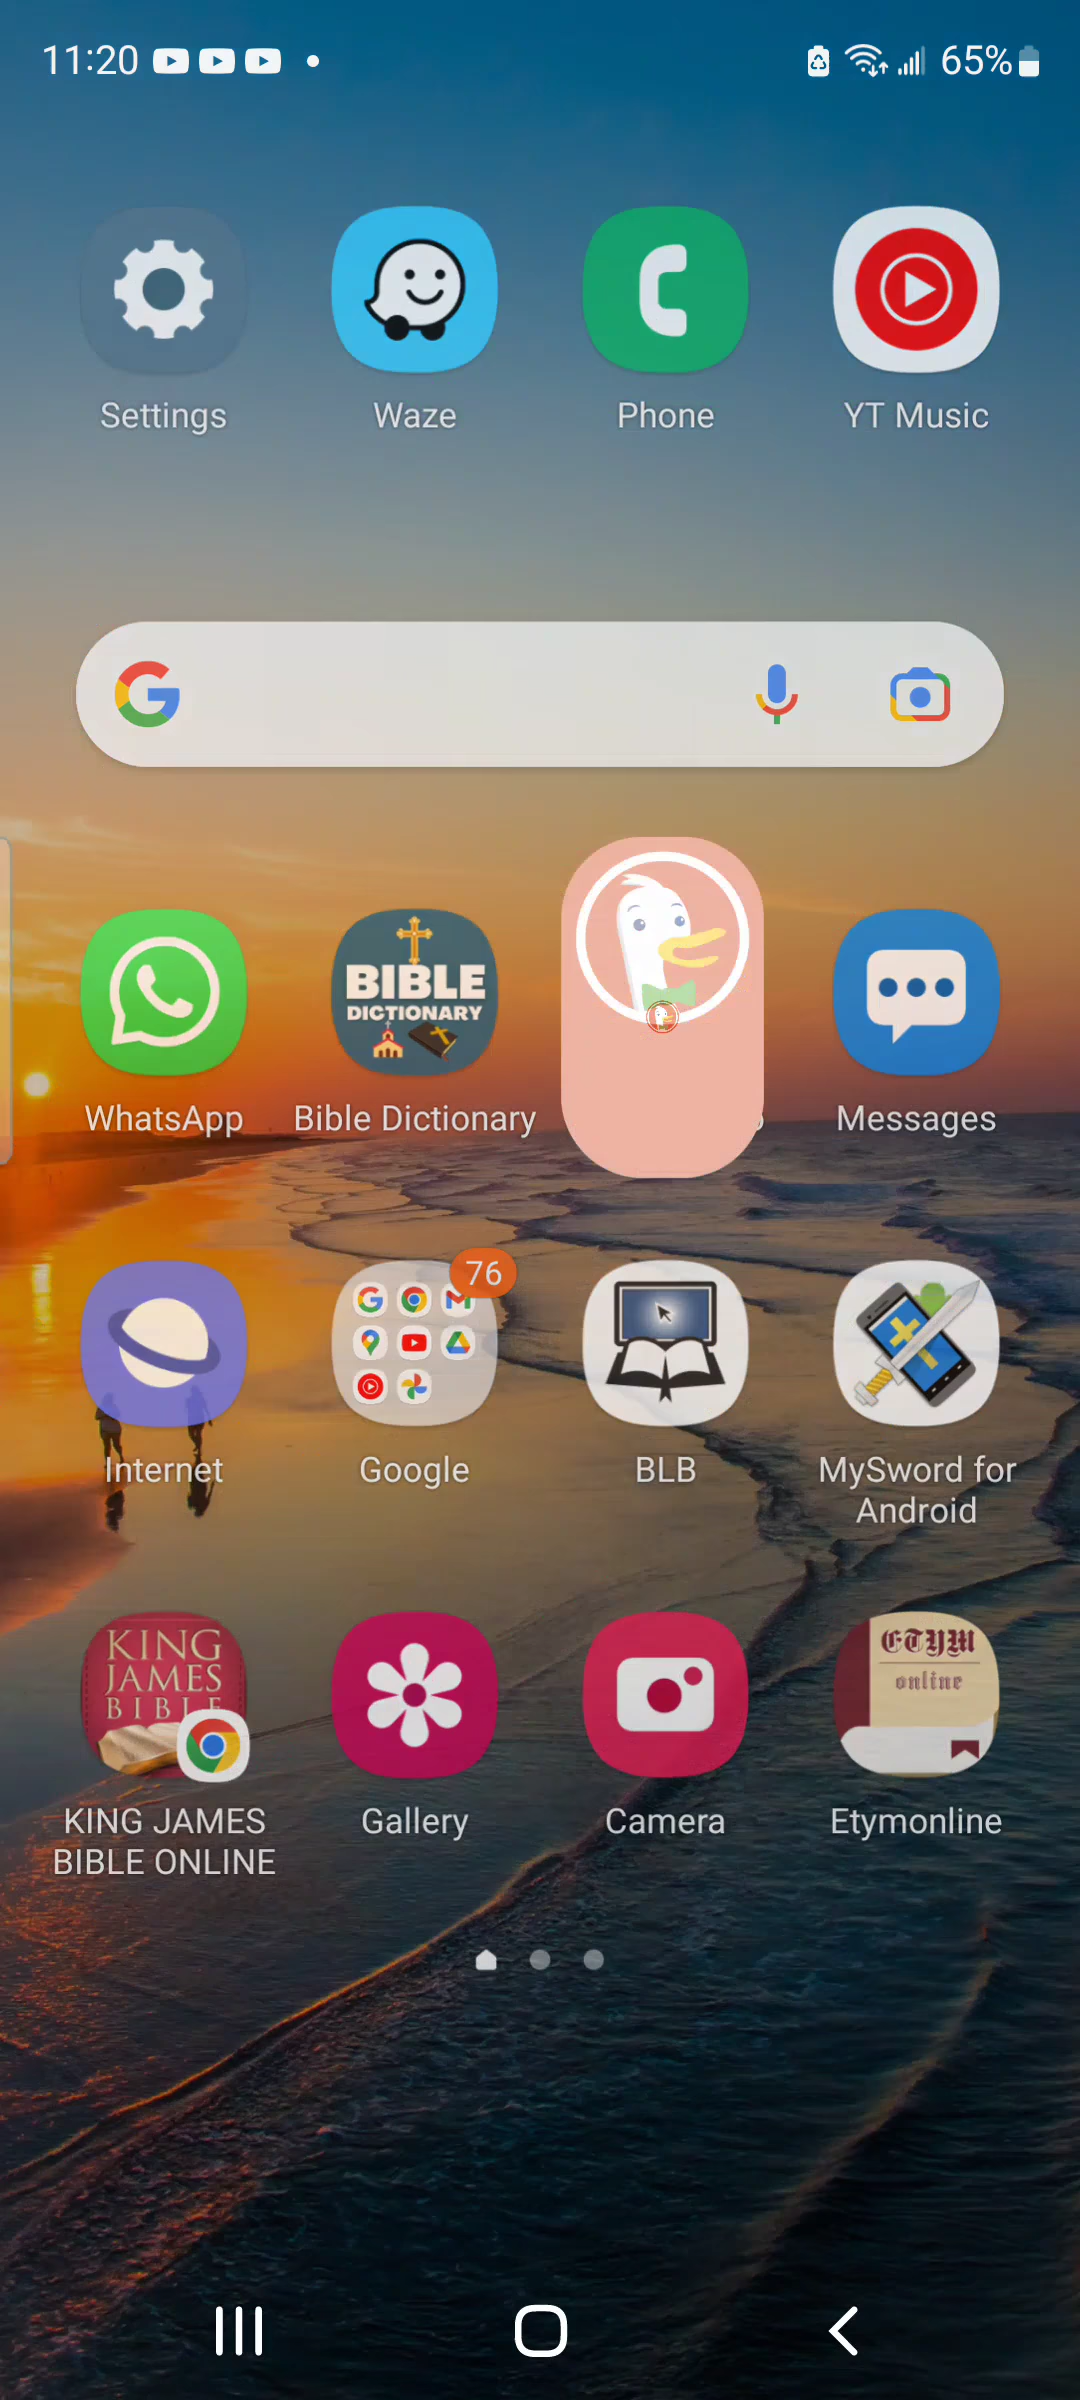 11:20
65%
Settings
Waze
Phone
YT Music
BIBLE
DICTIONARY
WhatsApp
Bible Dictionary
Messages
76
Internet
Google
BLB
MySword for
Android
KING
JAMES
BIBLE
ETYM
online
KING JAMES
BIBLE ONLINE
Gallery
Camera
Etymonline